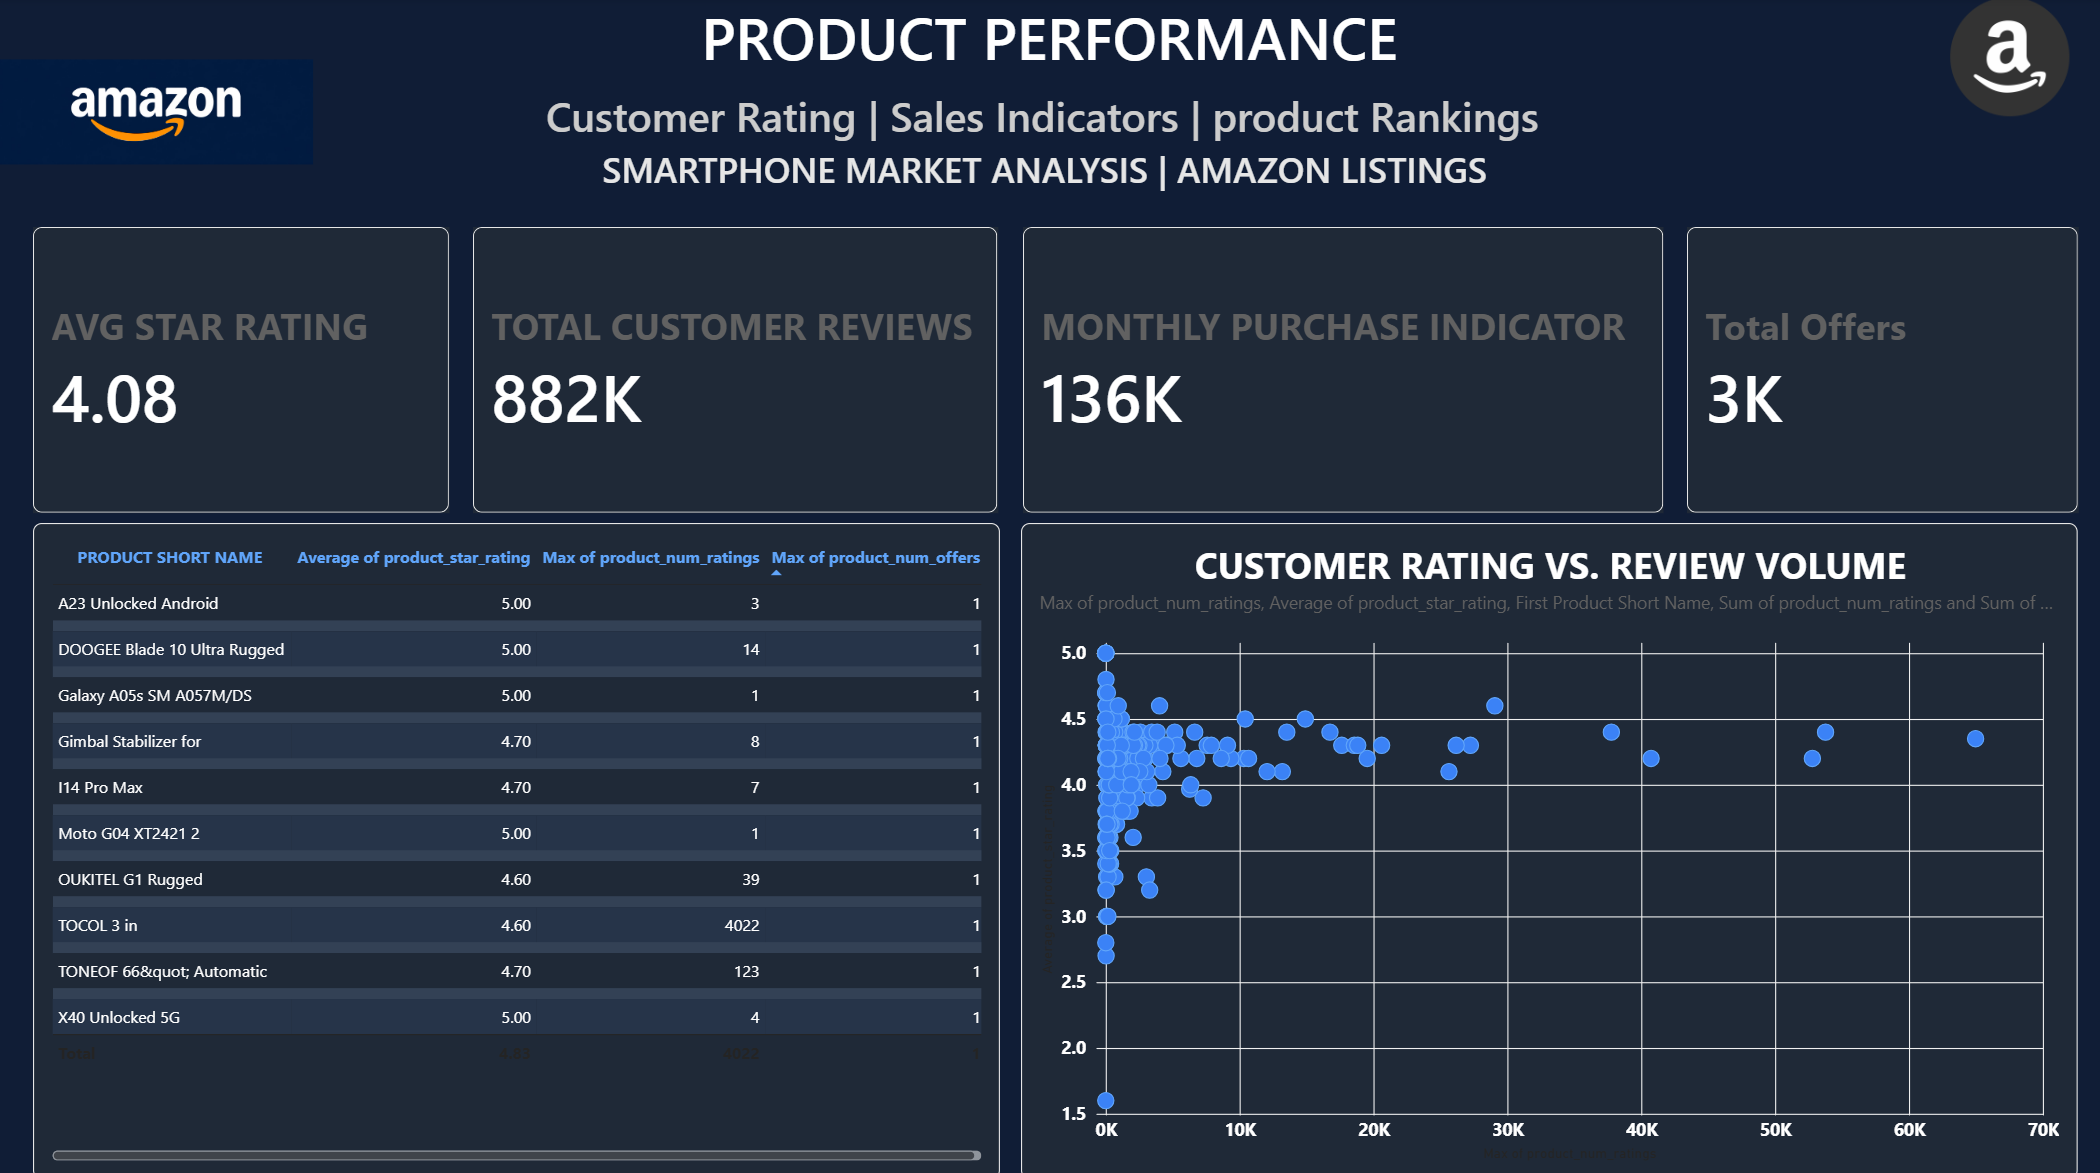 PRODUCT PERFORMANCE
a
amazon
Customer Rating | Sales Indicators | product Rankings
SMARTPHONE MARKET ANALYSIS | AMAZON LISTINGS
AVG STAR RATING
4.08
TOTAL CUSTOMER REVIEWS
882K
MONTHLY PURCHASE INDICATOR
136K
Total Offers
3K
PRODUCT SHORT NAME Average of product_star_rating Max of product_num_ratings Max of product_num_offers
A23 Unlocked Android 5.00 3 1
DOOGEE Blade 10 Ultra Rugged 5.00 14 1
Galaxy A05s SM A057M/DS 5.00 1 1
Gimbal Stabilizer for 4.70 8 1
I14 Pro Max 4.70 7 1
Moto G04 XT2421 2 5.00 1 1
OUKITEL G1 Rugged 4.60 39 1
TOCOL 3 in 4.60 4022 1
TONEOF 66&quot; Automatic 4.70 123 1
X40 Unlocked 5G 5.00 4 1
Total 4.83 4022 1
CUSTOMER RATING VS. REVIEW VOLUME
Max of product_num_ratings, Average of product_star_rating, First Product Short Name, Sum of product_num_ratings and Sum of ...
5.0
4.5
4.0
3.5
3.0
2.5
2.0
1.5
0K 10K 20K 30K 40K 50K 60K 70K